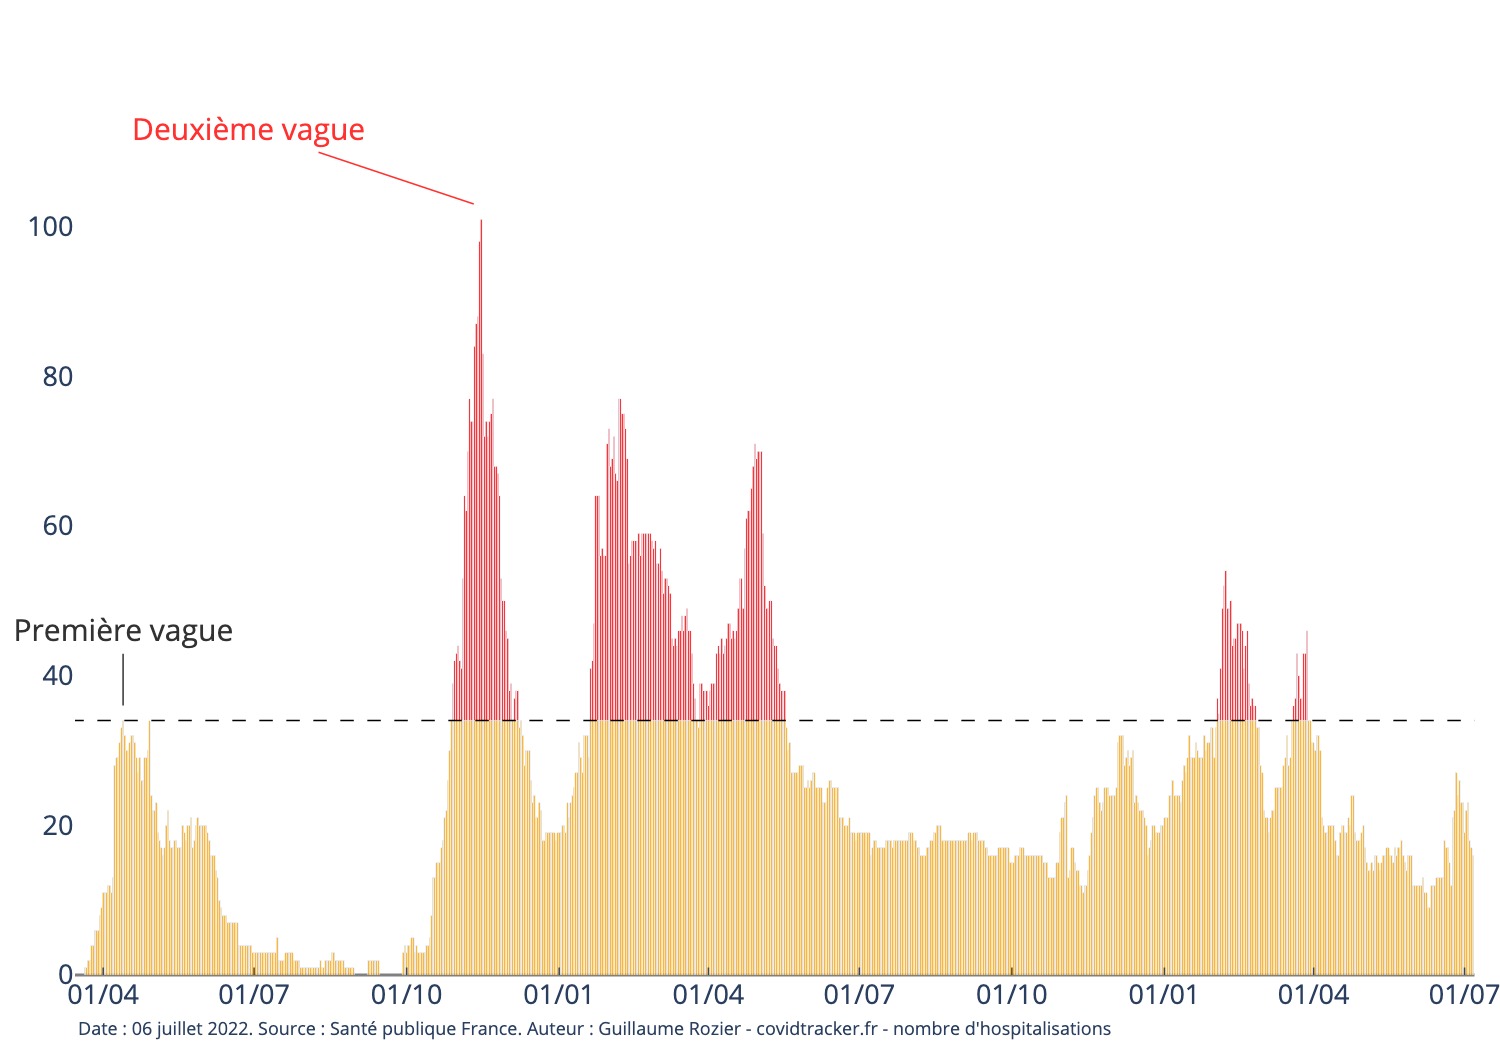 Deuxième vague
100
80
60
Première vague
40
20
0
01/04 01/07 01/10 01/01 01/04 01/07 01/10 01/01 01/04 01/07
Date : 06 juillet 2022. Source : Santé publique France. Auteur : Guillaume Rozier - covidtracker.fr - nombre d'hospitalisations